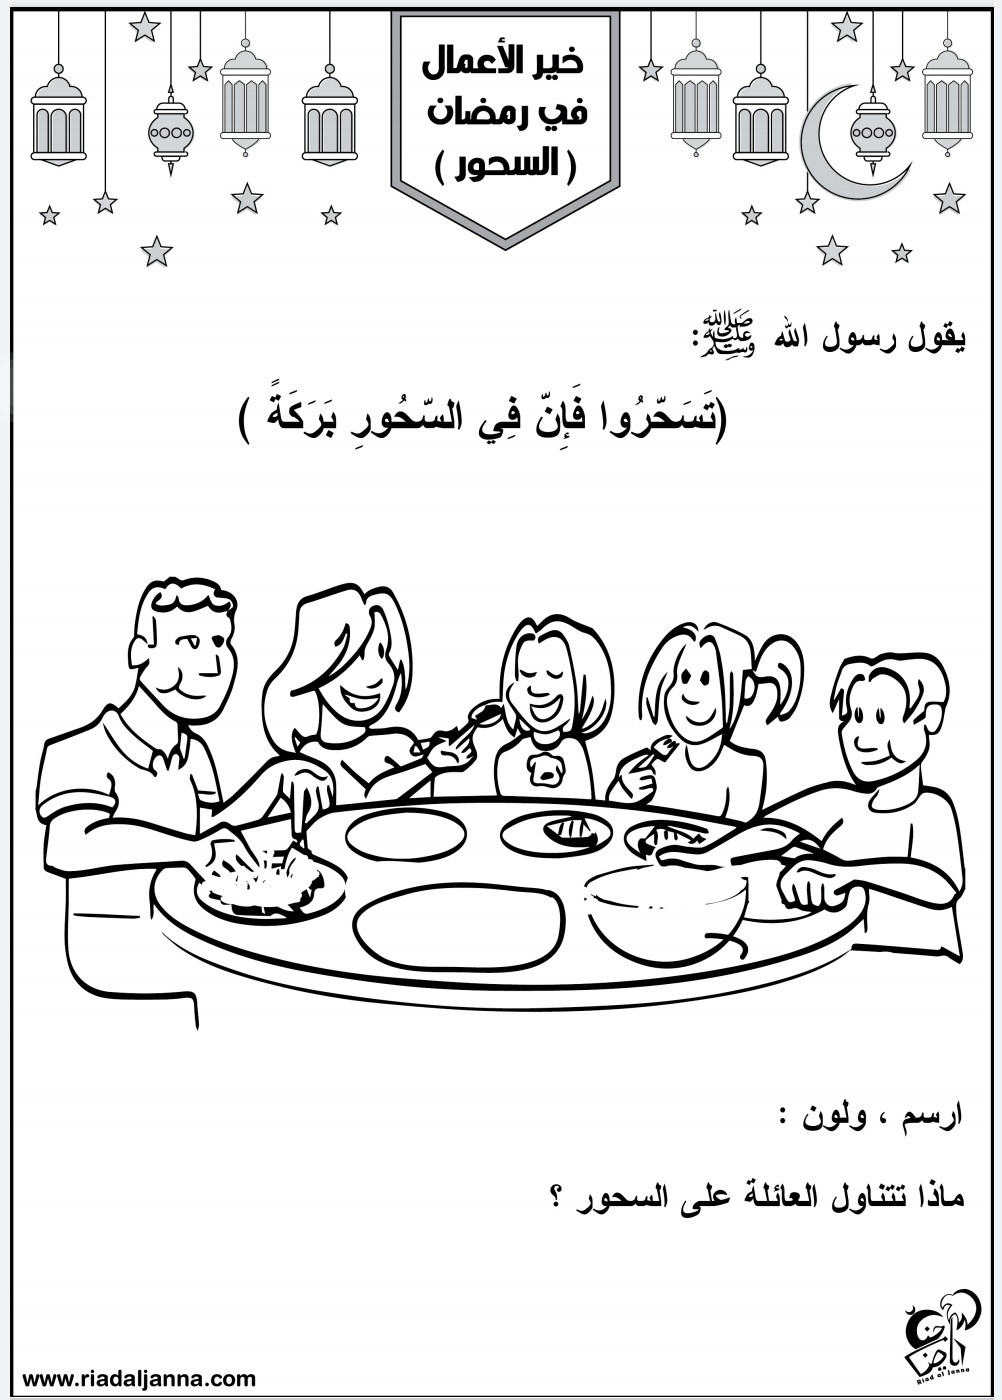 خير الأعمال
في رمضان
( السحور )
يقول رسول الله ﷺ:
(تَسَحّرُوا فَإِنّ فِي السّحُورِ بَرَكَةً )
ارسم ، ولون :
ماذا تتناول العائلة على السحور ؟
رياض جنة
Riad al Janna
www.riadaljanna.com